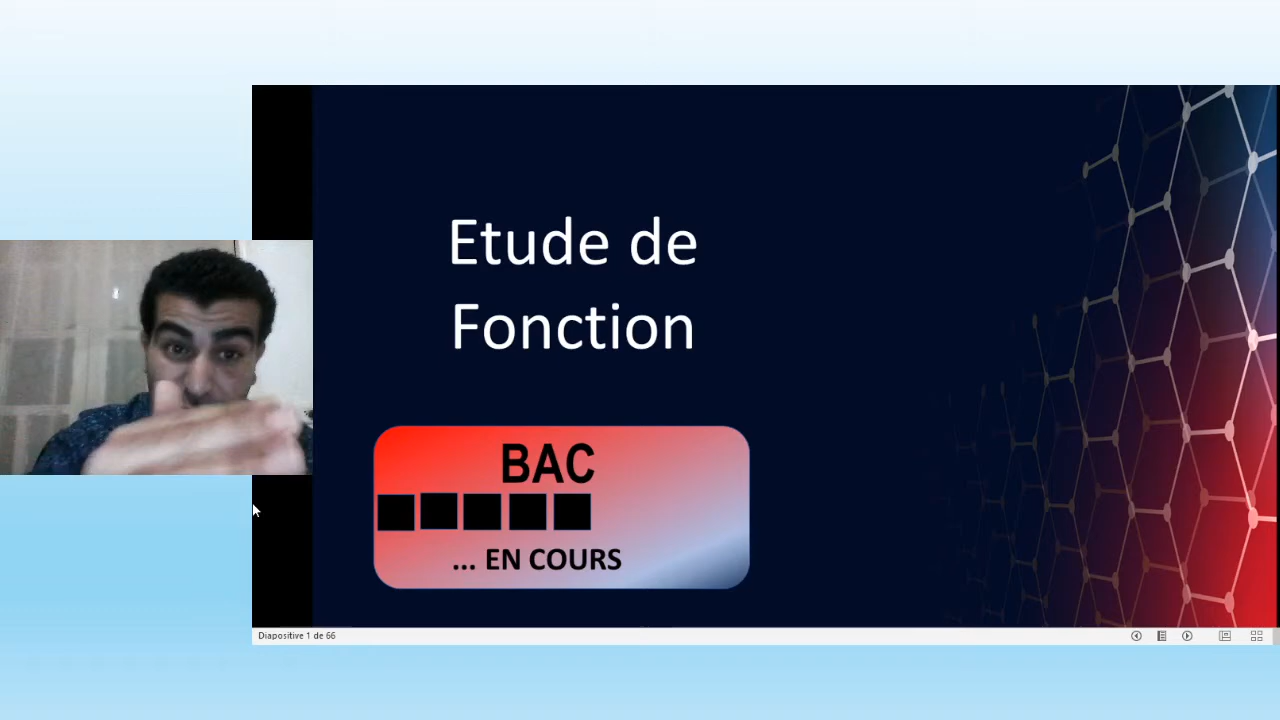 Etude de
Fonction
BAC
... EN COURS
Diapositive 1 de 66